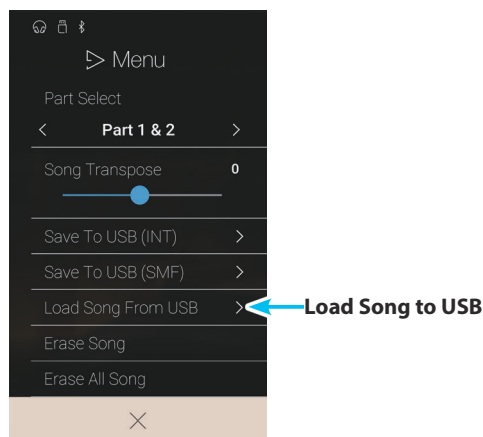 Menu
Part Select
Part 1 & 2
Song Transpose 0
Save To USB (INT)
Save To USB (SMF)
Load Song From USB
Load Song to USB
Erase Song
Erase All Song